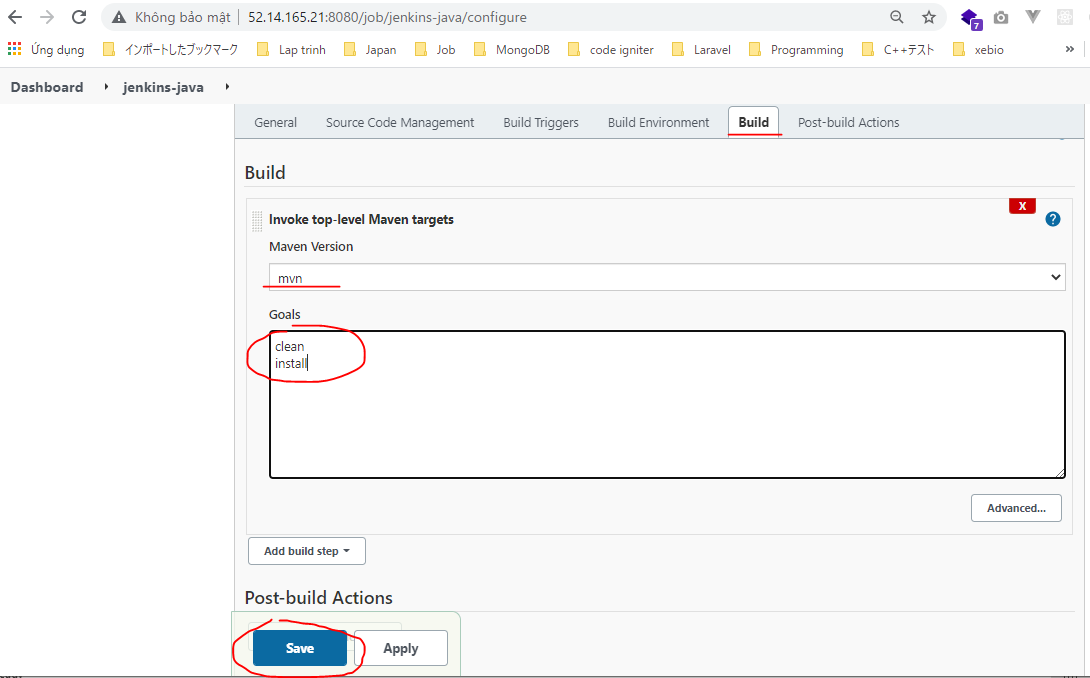 Không bảo mật
52.14.165.21:8080/job/jenkins-java/configure
7
Ứng dụng
インポートしたブックマーク
Lap trinh
Japan
Job
MongoDB
code igniter
Laravel
Programming
C++テスト
xebio
»
Dashboard
jenkins-java
General
Source Code Management
Build Triggers
Build Environment
Build
Post-build Actions
Build
X
Invoke top-level Maven targets
?
Maven Version
mvn
Goals
clean
install
Advanced...
Add build step
Post-build Actions
Save
Apply